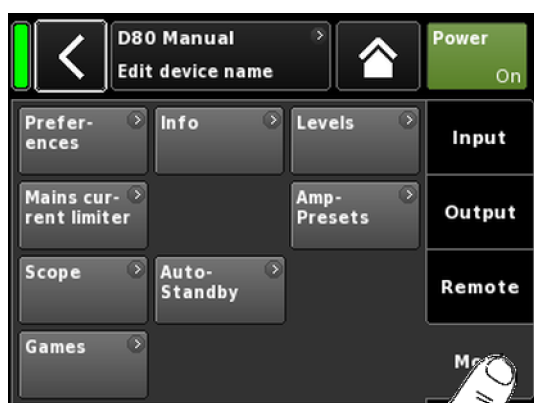 D80 Manual
Edit device name
Power
On
Prefer-
ences
Info
Levels
Input
Mains cur-
rent limiter
Amp-
Presets
Output
Scope
Auto-
Standby
Remote
Games